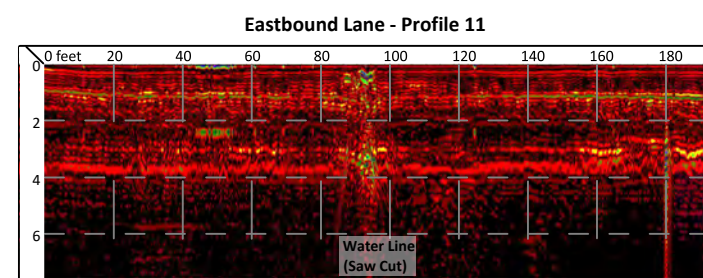 Eastbound Lane - Profile 11
0 feet 20 40 60 80 100 120 140 160 180
0
2
4
6
Water Line
(Saw Cut)